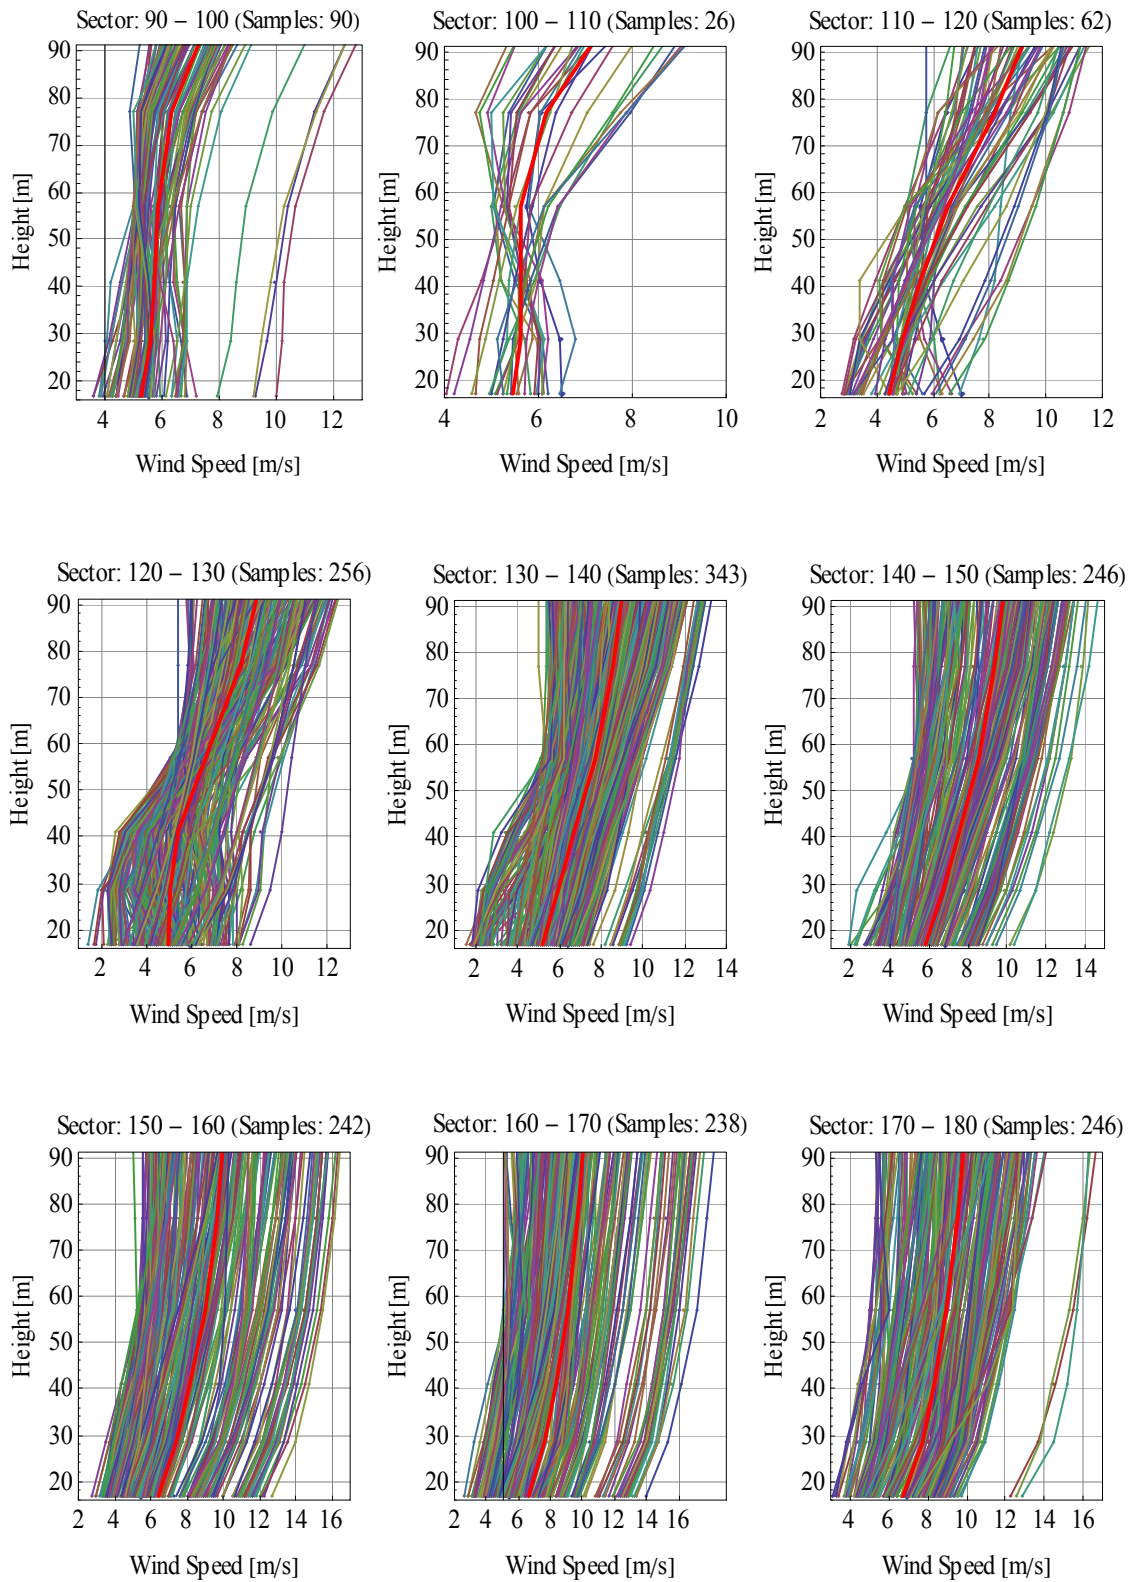 Sector: 90 – 100 (Samples: 90)
90
80
70
60
50
40
30
20
Height [m]
4 6 8 10 12
Wind Speed [m/s]
Sector: 100 – 110 (Samples: 26)
90
80
70
60
50
40
30
20
Height [m]
4 6 8 10
Wind Speed [m/s]
Sector: 110 – 120 (Samples: 62)
90
80
70
60
50
40
30
20
Height [m]
2 4 6 8 10 12
Wind Speed [m/s]
Sector: 120 – 130 (Samples: 256)
90
80
70
60
50
40
30
20
Height [m]
2 4 6 8 10 12
Wind Speed [m/s]
Sector: 130 – 140 (Samples: 343)
90
80
70
60
50
40
30
20
Height [m]
2 4 6 8 10 12 14
Wind Speed [m/s]
Sector: 140 – 150 (Samples: 246)
90
80
70
60
50
40
30
20
Height [m]
2 4 6 8 10 12 14
Wind Speed [m/s]
Sector: 150 – 160 (Samples: 242)
90
80
70
60
50
40
30
20
Height [m]
2 4 6 8 10 12 14 16
Wind Speed [m/s]
Sector: 160 – 170 (Samples: 238)
90
80
70
60
50
40
30
20
Height [m]
2 4 6 8 10 12 14 16
Wind Speed [m/s]
Sector: 170 – 180 (Samples: 246)
90
80
70
60
50
40
30
20
Height [m]
4 6 8 10 12 14 16
Wind Speed [m/s]